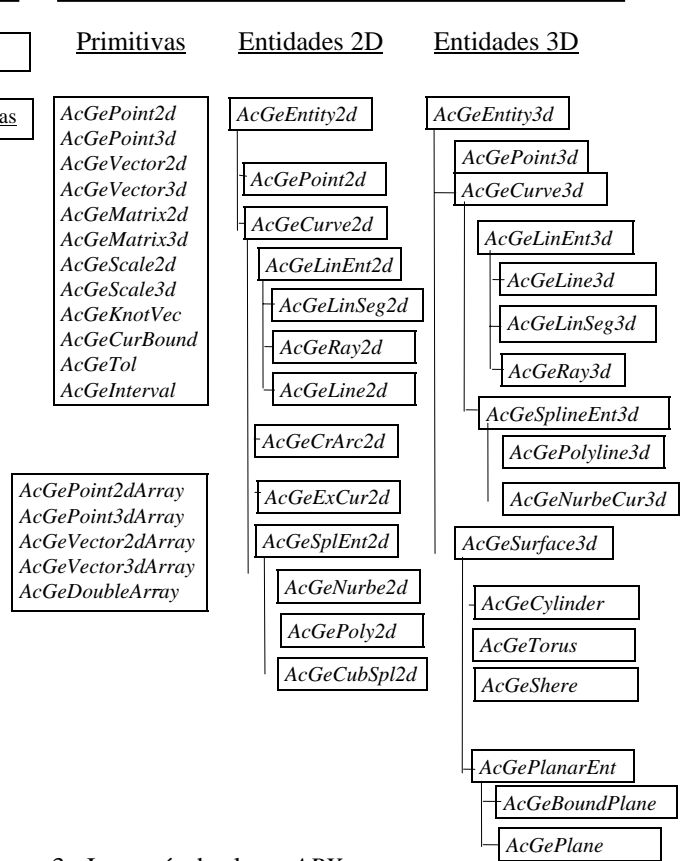 Primitivas
Entidades 2D
Entidades 3D
as
AcGePoint2d
AcGePoint3d
AcGeVector2d
AcGeVector3d
AcGeMatrix2d
AcGeMatrix3d
AcGeScale2d
AcGeScale3d
AcGeKnotVec
AcGeCurBound
AcGeTol
AcGeInterval
AcGePoint2dArray
AcGePoint3dArray
AcGeVector2dArray
AcGeVector3dArray
AcGeDoubleArray
AcGeEntity2d
AcGePoint2d
AcGeCurve2d
AcGeLinEnt2d
AcGeLinSeg2d
AcGeRay2d
AcGeLine2d
AcGeCrArc2d
AcGeExCur2d
AcGeSplEnt2d
AcGeNurbe2d
AcGePoly2d
AcGeCubSpl2d
AcGeEntity3d
AcGePoint3d
AcGeCurve3d
AcGeLinEnt3d
AcGeLine3d
AcGeLinSeg3d
AcGeRay3d
AcGeSplineEnt3d
AcGePolyline3d
AcGeNurbeCur3d
AcGeSurface3d
AcGeCylinder
AcGeTorus
AcGeShere
AcGePlanarEnt
AcGeBoundPlane
AcGePlane